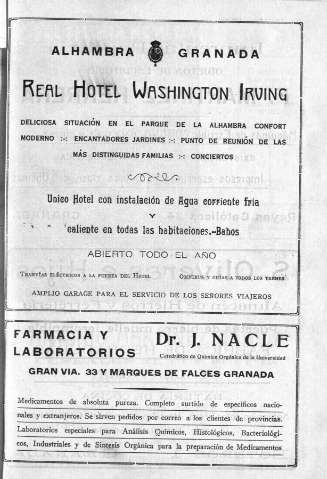 ALHAMBRA GRANADA
REAL HOTEL WASHINGTON IRVING
DELICIOSA SITUACIÓN EN EL PARQUE DE LA ALHAMBRA CONFORT
MODERNO :-: ENCANTADORES JARDINES :-: PUNTO DE REUNIÓN DE LAS
MÁS DISTINGUIDAS FAMILIAS :-: CONCIERTOS
Unico Hotel con instalación de Agua corriente fria
Y
caliente en todas las habitaciones.-Baños
ABIERTO TODO EL AÑO
TRANVÍAS ELÉCTRICOS A LA PUERTA DEL HOTEL OMNIBUS Y GUÍAS A TODOS LOS TRENES
AMPLIO GARAGE PARA EL SERVICIO DE LOS SEÑORES VIAJEROS
FARMACIA Y
LABORATORIOS
Dr. J. NACLE
Catedrático de Química Orgánica de la Universidad
GRAN VIA. 33 Y MARQUES DE FALCES GRANADA
Medicamentos de absoluta pureza. Completo surtido de específicos nacio-
nales y extranjeros. Se sirven pedidos por correo a los clientes de provincias.
Laboratorios especiales para Análisis Químicos, Histológicos, Bacteriológi-
cos, Industriales y de Síntesis Orgánica para la preparación de Medicamentos